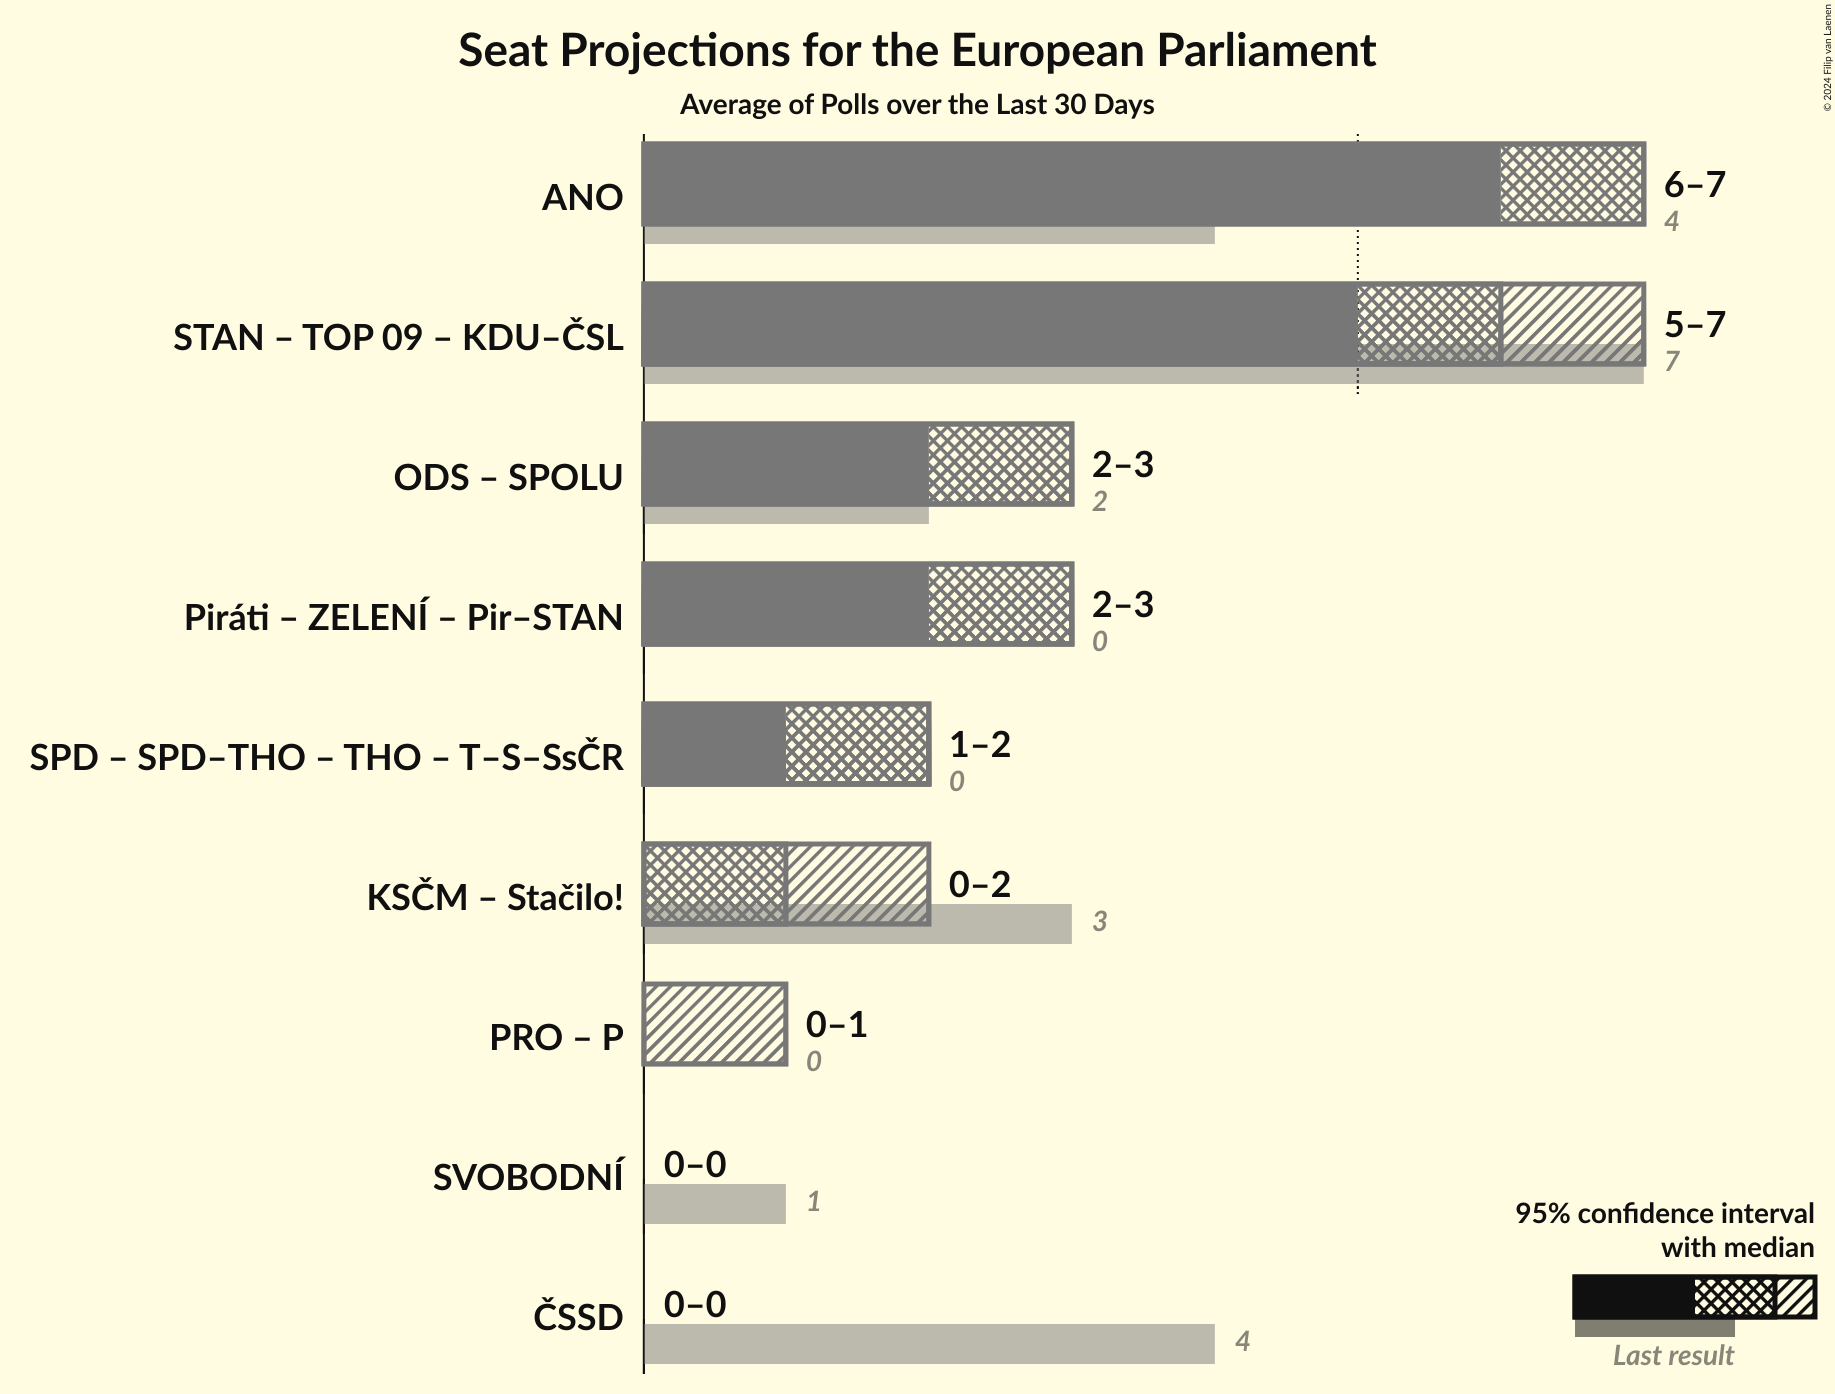 Seat Projections for the European Parliament
Average of Polls over the Last 30 Days
© 2024 Filip van Laenen
ANO
6–7
4
STAN – TOP 09 – KDU–ČSL
5–7
7
ODS – SPOLU
2–3
2
Piráti – ZELENÍ – Pir–STAN
2–3
0
SPD – SPD–THO – THO – T–S–SsČR
1–2
0
KSČM – Stačilo!
0–2
3
PRO – P
0–1
0
SVOBODNÍ
0–0
1
ČSSD
0–0
4
95% confidence interval
with median
Last result